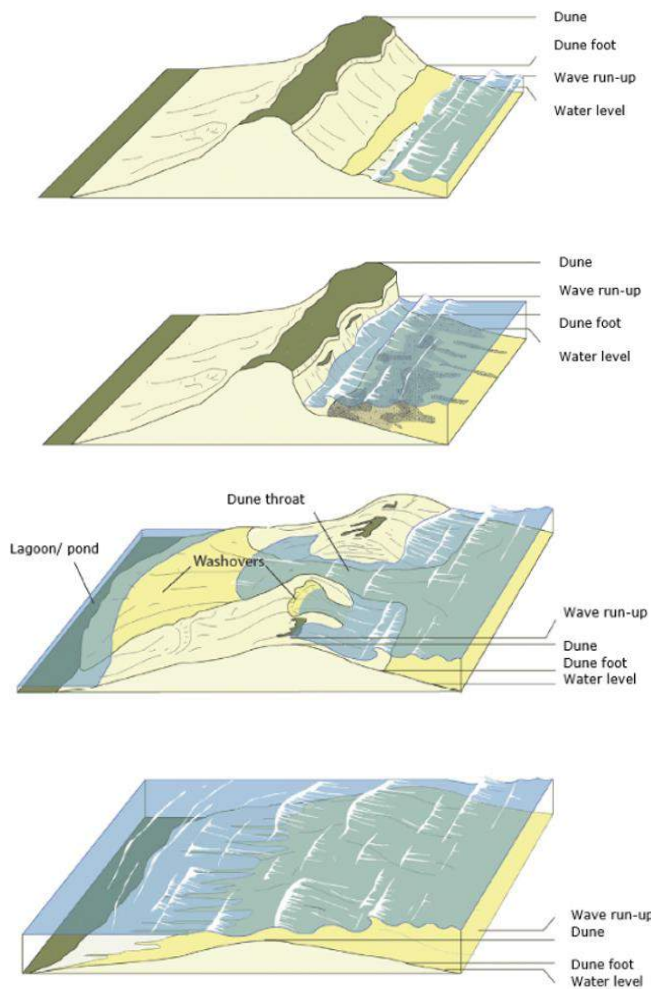 Dune
Dune foot
Wave run-up
Water level
Dune
Wave run-up
Dune foot
Water level
Dune throat
Lagoon/ pond
Washovers
Wave run-up
Dune
Dune foot
Water level
Wave run-up
Dune
Dune foot
Water level